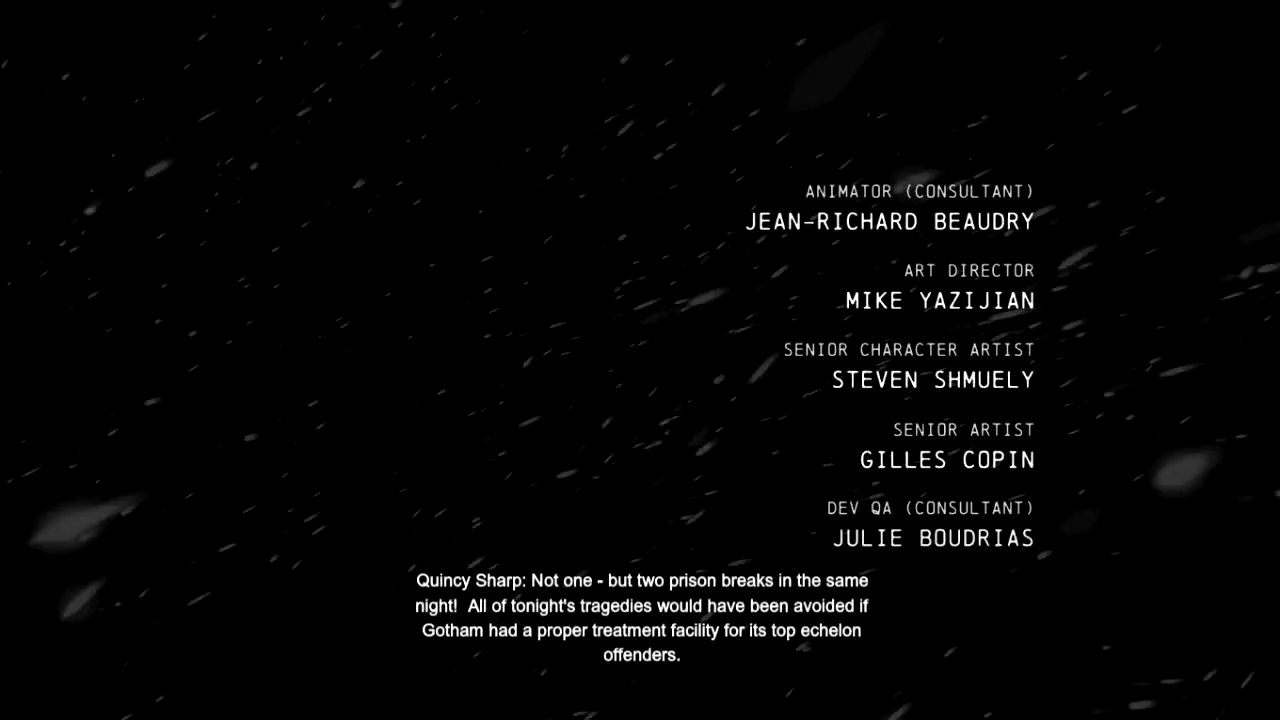 ANIMATOR (CONSULTANT)
JEAN-RICHARD BEAUDRY
ART DIRECTOR
MIKE YAZIJIAN
SENIOR CHARACTER ARTIST
STEVEN SHMUELY
SENIOR ARTIST
GILLES COPIN
DEV QA (CONSULTANT)
JULIE BOUDRIAS
Quincy Sharp: Not one - but two prison breaks in the same
night!  All of tonight's tragedies would have been avoided if
Gotham had a proper treatment facility for its top echelon
offenders.